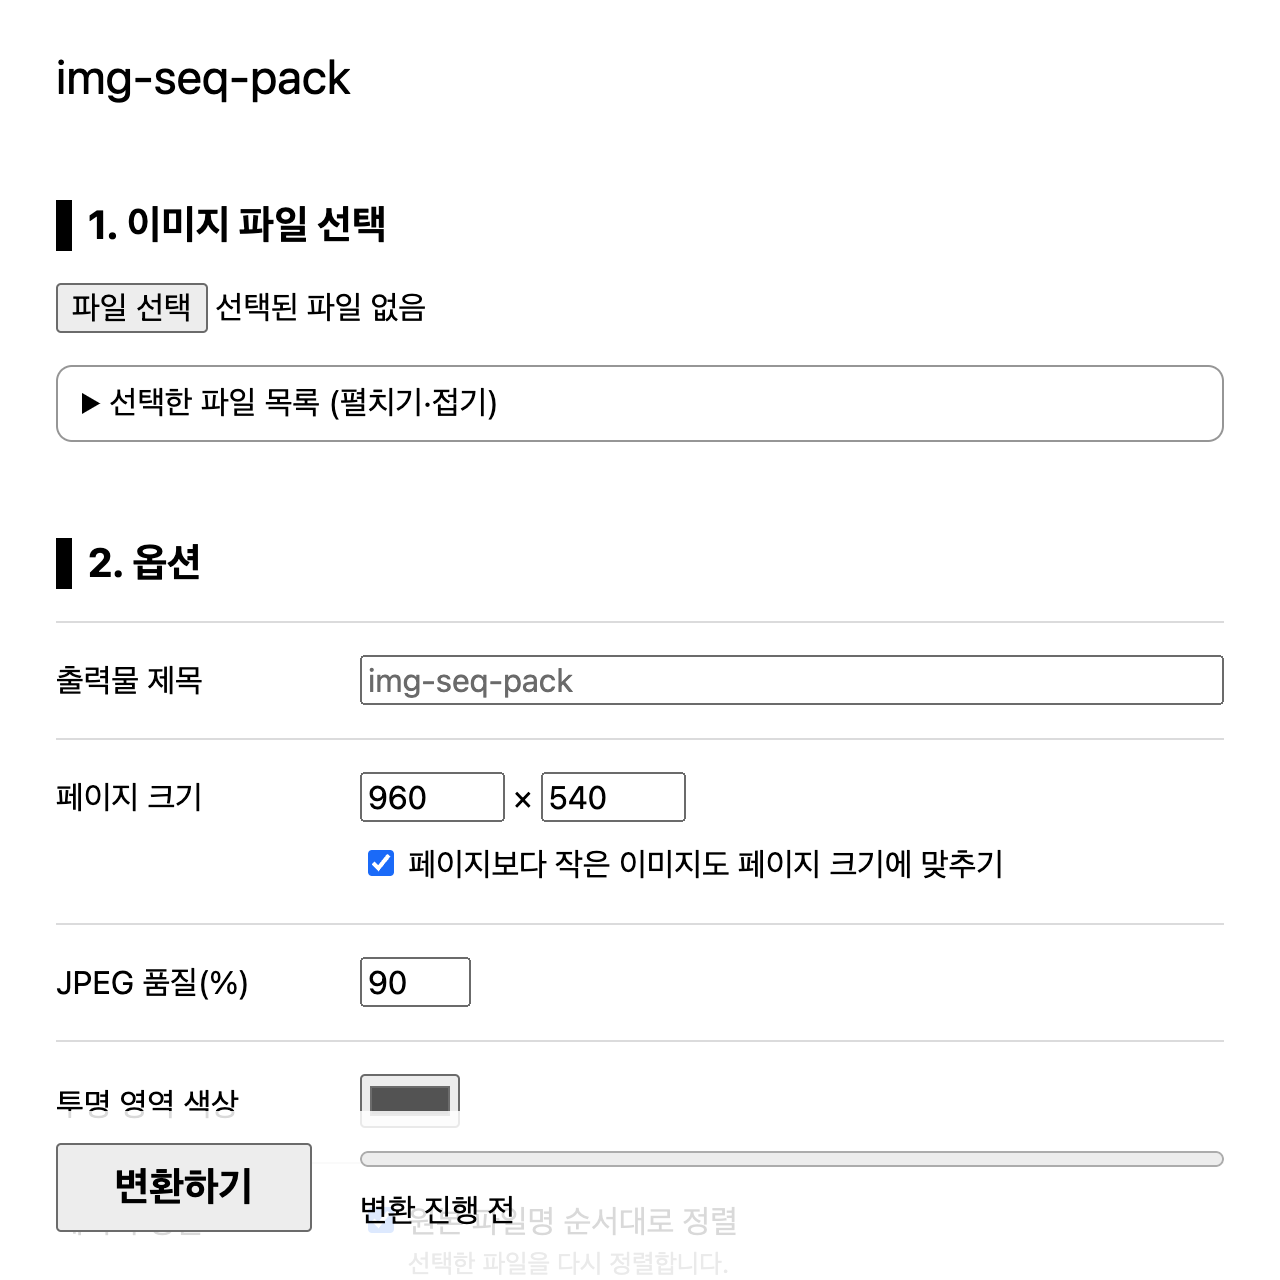 img-seq-pack
1. 이미지 파일 선택
파일 선택 선택된 파일 없음
▶ 선택한 파일 목록 (펼치기·접기)
2. 옵션
출력물 제목 img-seq-pack
페이지 크기 960 × 540
페이지보다 작은 이미지도 페이지 크기에 맞추기
JPEG 품질(%) 90
투명 영역 색상
변환하기
변환 진행 전
원본 파일명 순서대로 정렬
선택한 파일을 다시 정렬합니다.